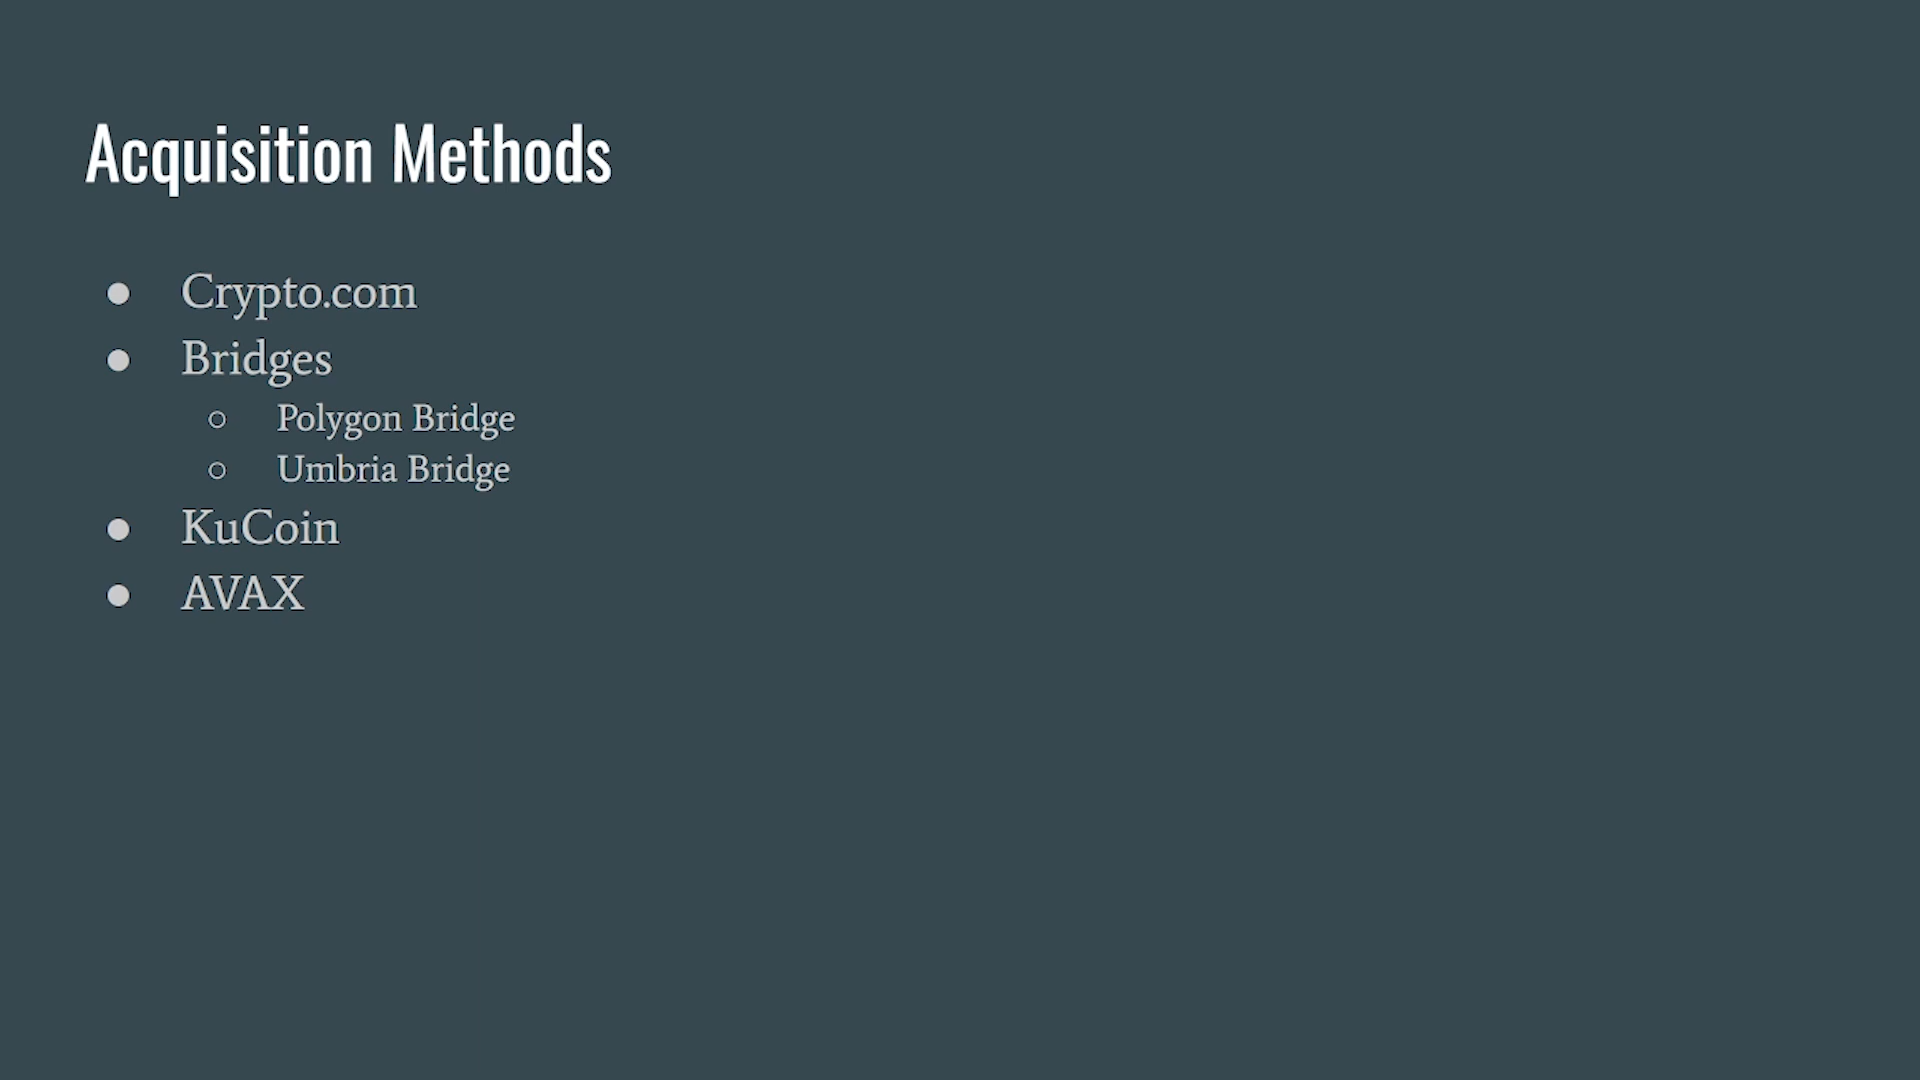 Acquisition Methods
● Crypto.com
● Bridges
○ Polygon Bridge
○ Umbria Bridge
● KuCoin
● AVAX